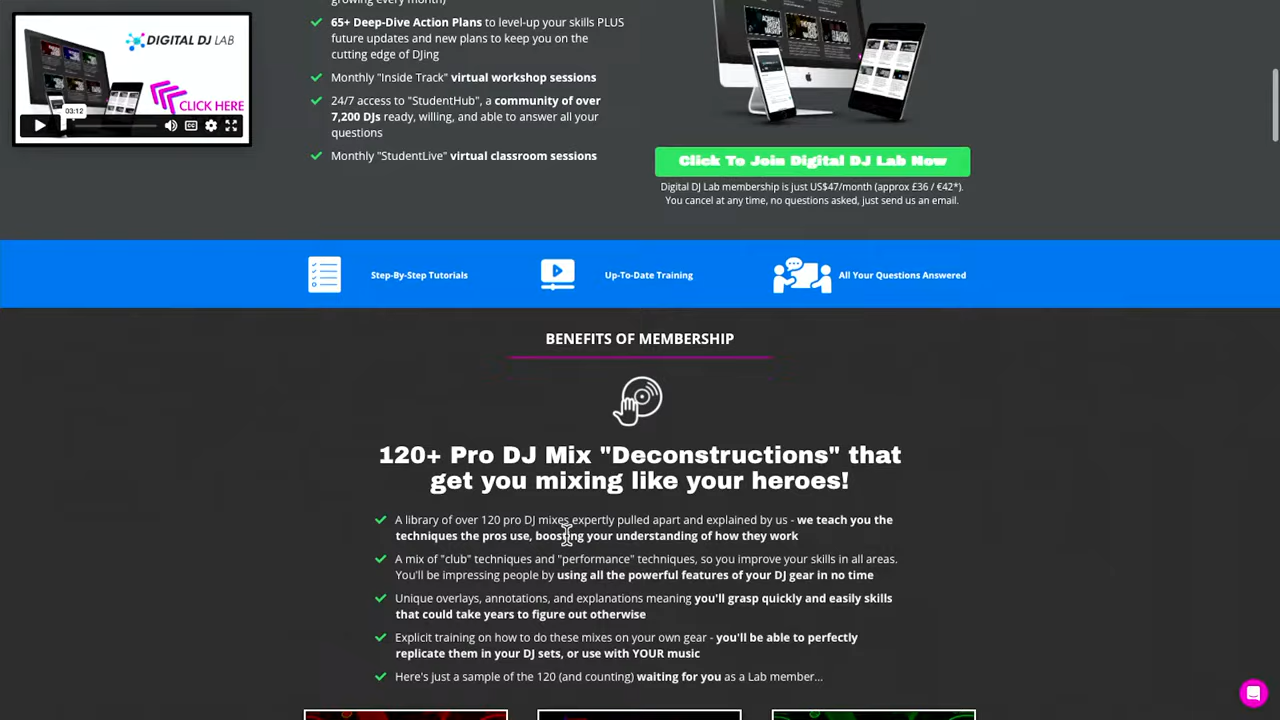 growing every month)
65+ Deep-Dive Action Plans to level-up your skills PLUS
future updates and new plans to keep you on the
cutting edge of DJing
Monthly "Inside Track" virtual workshop sessions
24/7 access to "StudentHub", a community of over
7,200 DJs ready, willing, and able to answer all your
questions
Monthly "StudentLive" virtual classroom sessions
DIGITAL DJ LAB
CLICK HERE
03:12
Click To Join Digital DJ Lab Now
Digital DJ Lab membership is just US$47/month (approx £36 / €42*).
You cancel at any time, no questions asked, just send us an email.
Step-By-Step Tutorials
Up-To-Date Training
All Your Questions Answered
BENEFITS OF MEMBERSHIP
120+ Pro DJ Mix "Deconstructions" that
get you mixing like your heroes!
A library of over 120 pro DJ mixes expertly pulled apart and explained by us - we teach you the
techniques the pros use, boosting your understanding of how they work
A mix of "club" techniques and "performance" techniques, so you improve your skills in all areas.
You'll be impressing people by using all the powerful features of your DJ gear in no time
Unique overlays, annotations, and explanations meaning you'll grasp quickly and easily skills
that could take years to figure out otherwise
Explicit training on how to do these mixes on your own gear - you'll be able to perfectly
replicate them in your DJ sets, or use with YOUR music
Here's just a sample of the 120 (and counting) waiting for you as a Lab member...